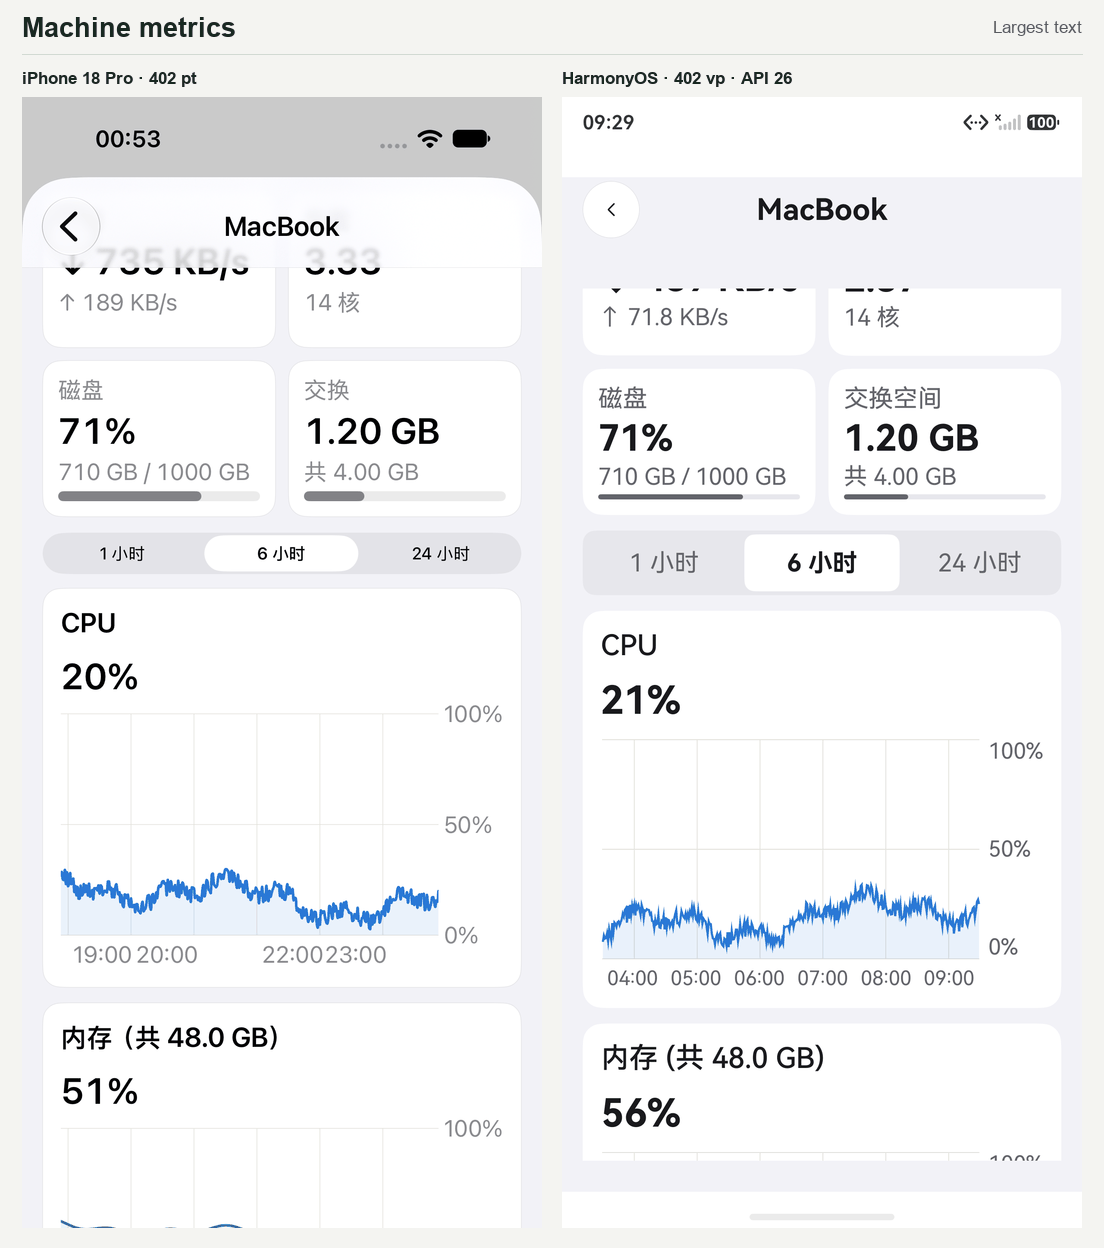 Machine metrics
Largest text
iPhone 18 Pro · 402 pt
00:53
MacBook
↓ 735 KB/s
3.33
↑ 189 KB/s
14 核
磁盘
71%
710 GB / 1000 GB
交换
1.20 GB
共 4.00 GB
1 小时
6 小时
24 小时
CPU
20%
100%
50%
0%
19:00
20:00
22:00
23:00
内存（共 48.0 GB）
51%
100%
HarmonyOS · 402 vp · API 26
09:29
100
MacBook
↑ 71.8 KB/s
14 核
磁盘
71%
710 GB / 1000 GB
交换空间
1.20 GB
共 4.00 GB
1 小时
6 小时
24 小时
CPU
21%
100%
50%
0%
04:00
05:00
06:00
07:00
08:00
09:00
内存 (共 48.0 GB)
56%
100%